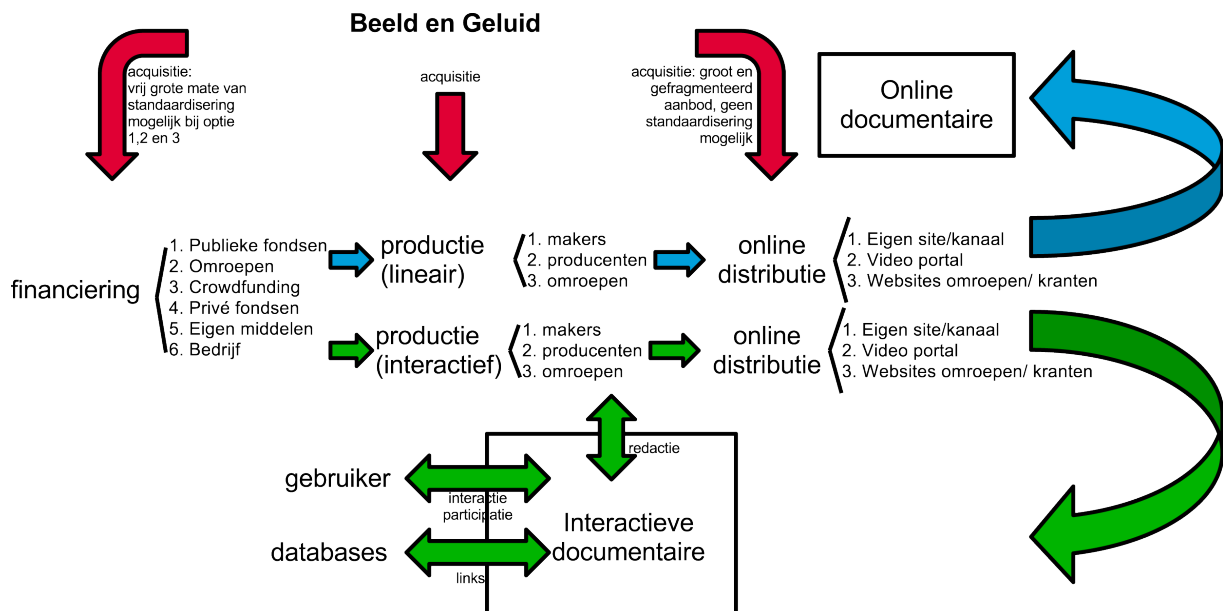 Beeld en Geluid
acquisitie:
vrij grote mate van
standaardisering
mogelijk bij optie
1,2 en 3
acquisitie
acquisitie: groot en
gefragmenteerd
aanbod, geen
standaardisering
mogelijk
Online
documentaire
financiering
1. Publieke fondsen
2. Omroepen
3. Crowdfunding
4. Privé fondsen
5. Eigen middelen
6. Bedrijf
productie
(lineair)
1. makers
2. producenten
3. omroepen
online
distributie
1. Eigen site/kanaal
2. Video portal
3. Websites omroepen/ kranten
productie
(interactief)
1. makers
2. producenten
3. omroepen
online
distributie
1. Eigen site/kanaal
2. Video portal
3. Websites omroepen/ kranten
redactie
gebruiker
interactie
participatie
Interactieve
documentaire
databases
links